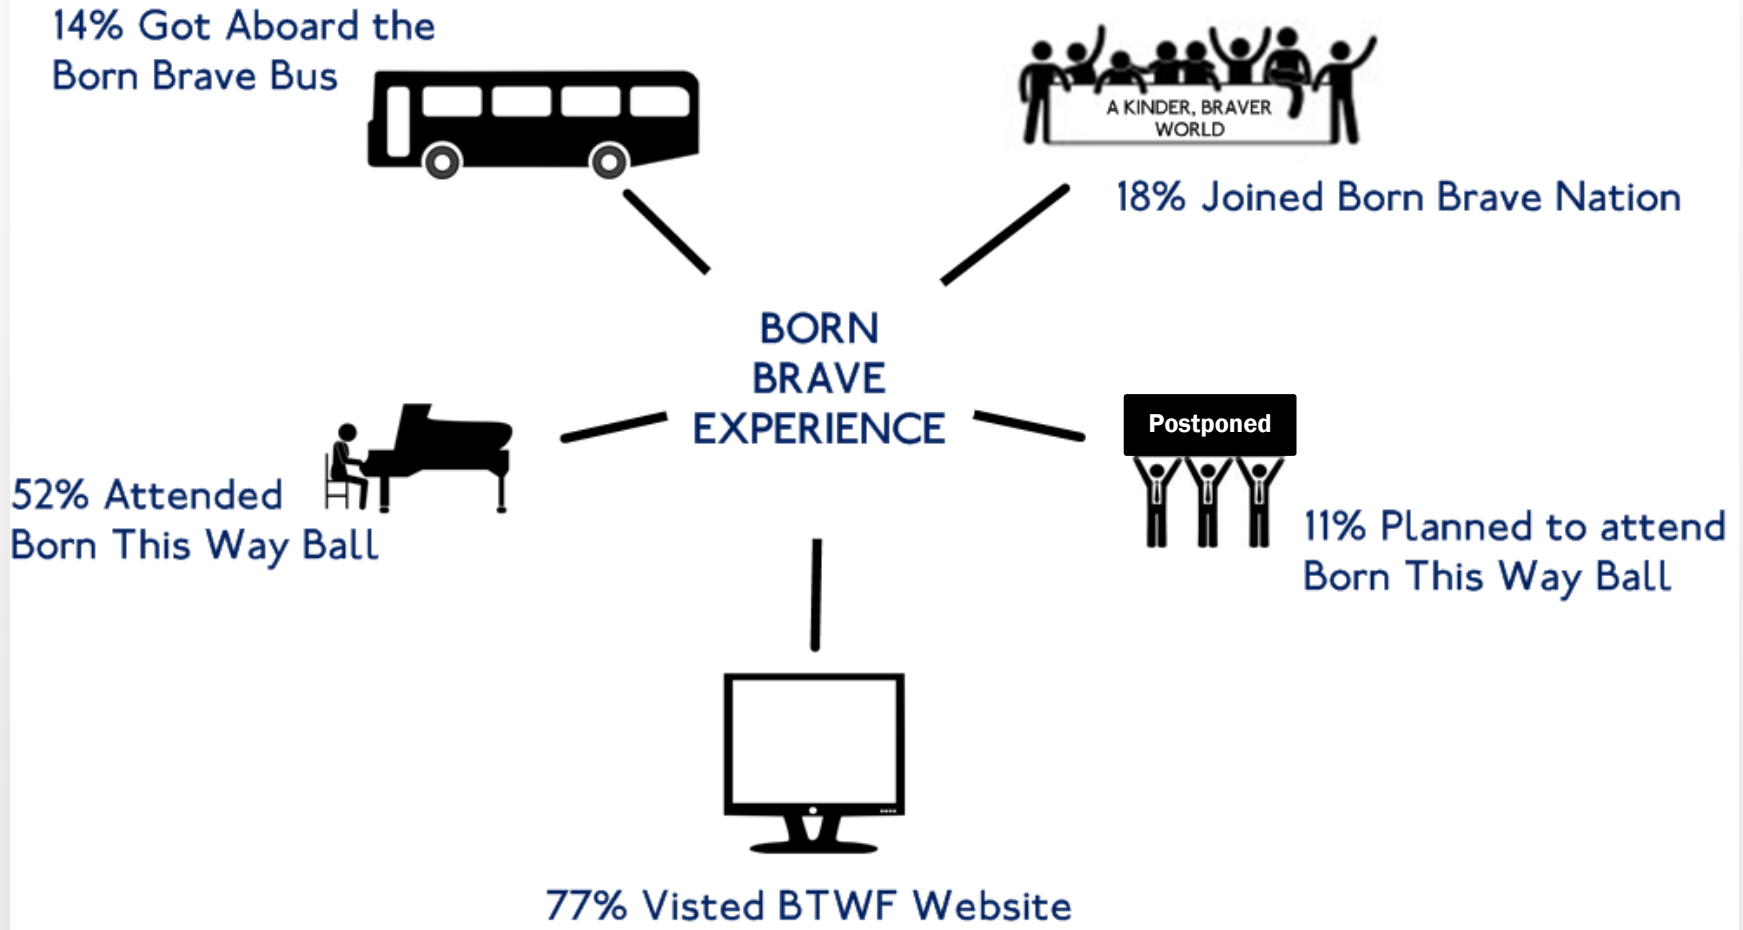 14% Got Aboard the
Born Brave Bus
A KINDER, BRAVER
WORLD
18% Joined Born Brave Nation
BORN
BRAVE
EXPERIENCE
52% Attended
Born This Way Ball
Postponed
11% Planned to attend
Born This Way Ball
77% Visted BTWF Website